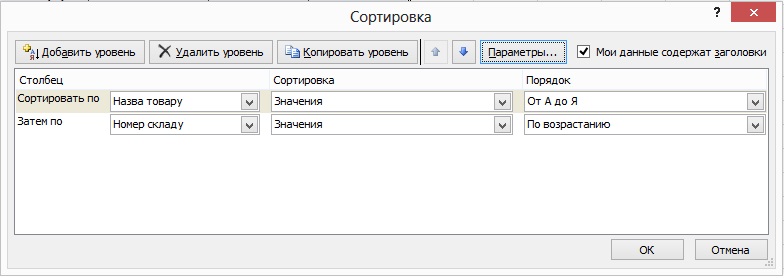 Сортировка
? ×
Добавить уровень Удалить уровень Копировать уровень Параметры... Мои данные содержат заголовки
Столбец Сортировка Порядок
Сортировать по Назва товару Значения От А до Я
Затем по Номер складу Значения По возрастанию
ОК Отмена